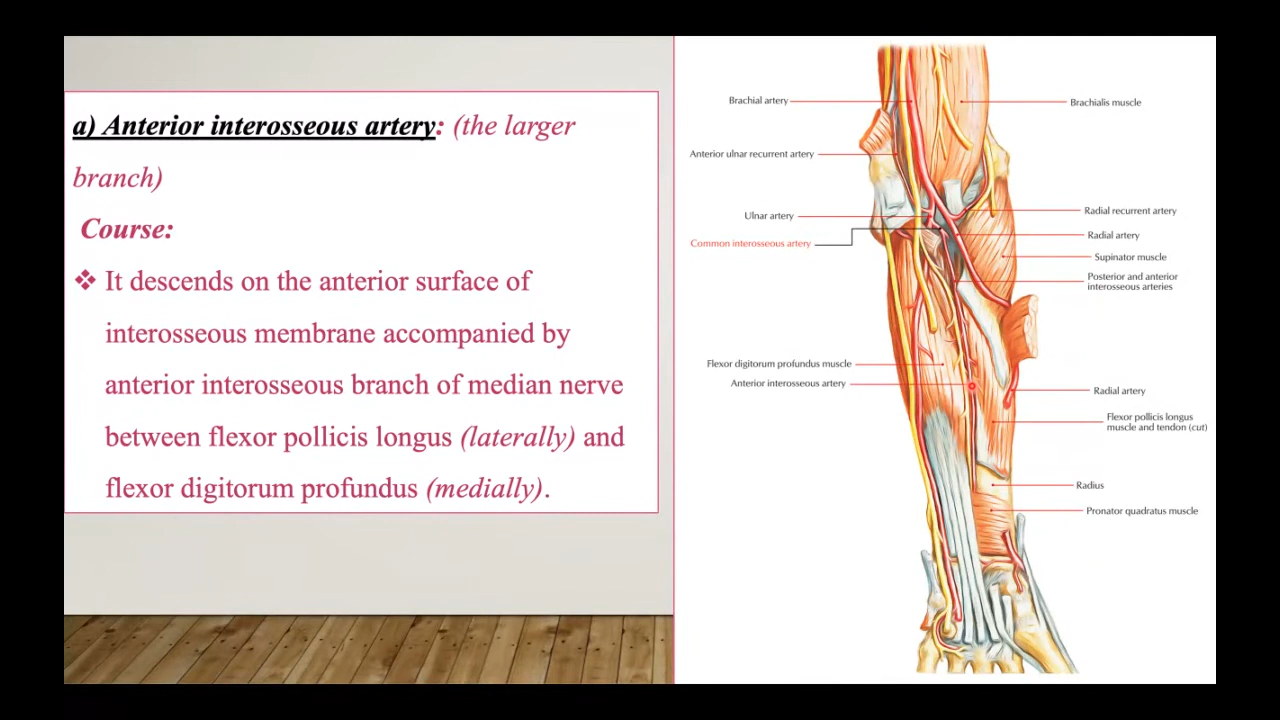 a) Anterior interosseous artery: (the larger
branch)
Course:
❖ It descends on the anterior surface of
interosseous membrane accompanied by
anterior interosseous branch of median nerve
between flexor pollicis longus (laterally) and
flexor digitorum profundus (medially).
Brachial artery
Anterior ulnar recurrent artery
Ulnar artery
Common interosseous artery
Flexor digitorum profundus muscle
Anterior interosseous artery
Brachialis muscle
Radial recurrent artery
Radial artery
Supinator muscle
Posterior and anterior
interosseous arteries
Radial artery
Flexor pollicis longus
muscle and tendon (cut)
Radius
Pronator quadratus muscle